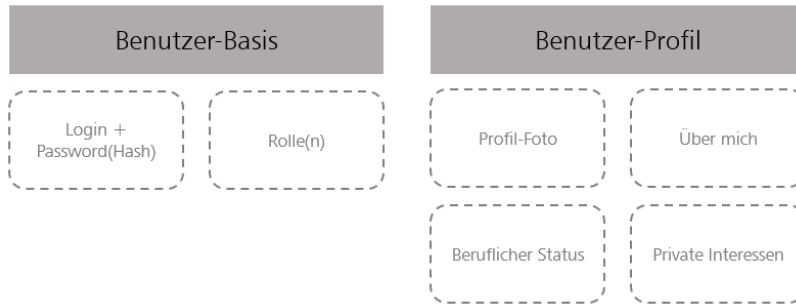 Benutzer-Basis
Benutzer-Profil
Login +
Password(Hash)
Rolle(n)
Profil-Foto
Über mich
Beruflicher Status
Private Interessen